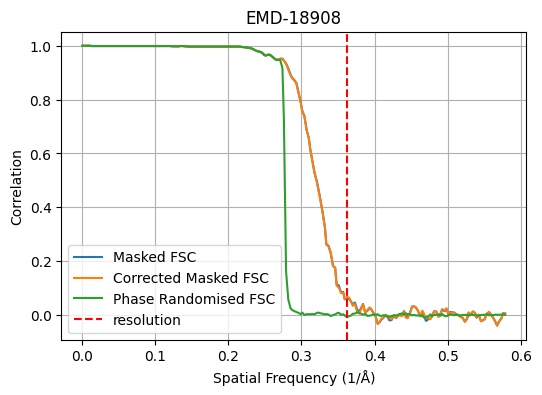 EMD-18908
Correlation
1.0
0.8
0.6
0.4
0.2
0.0
Masked FSC
Corrected Masked FSC
Phase Randomised FSC
resolution
0.0 0.1 0.2 0.3 0.4 0.5 0.6
Spatial Frequency (1/Å)